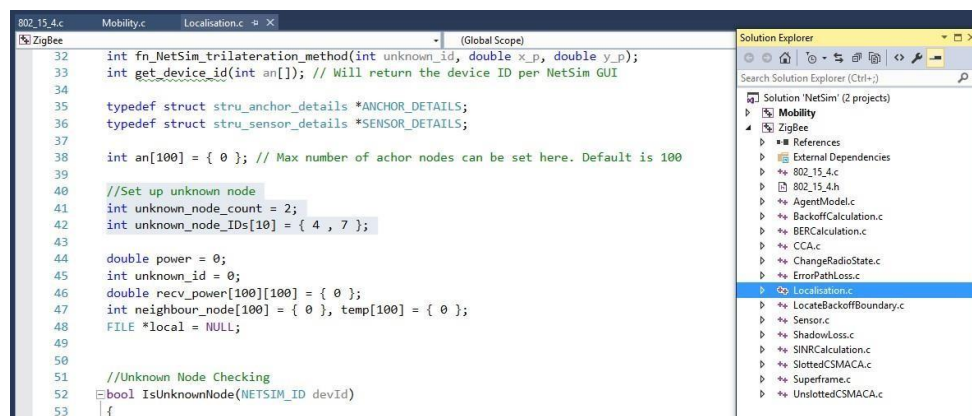 802_15_4.c Mobility.c Localisation.c
ZigBee (Global Scope)
32 int fn_NetSim_trilateration_method(int unknown_id, double x_p, double y_p);
33 int get_device_id(int an[]); // Will return the device ID per NetSim GUI
34
35 typedef struct stru_anchor_details *ANCHOR_DETAILS;
36 typedef struct stru_sensor_details *SENSOR_DETAILS;
37
38 int an[100] = { 0 }; // Max number of achor nodes can be set here. Default is 100
39
40 //Set up unknown node
41 int unknown_node_count = 2;
42 int unknown_node_IDs[10] = { 4 , 7 };
43
44 double power = 0;
45 int unknown_id = 0;
46 double recv_power[100][100] = { 0 };
47 int neighbour_node[100] = { 0 }, temp[100] = { 0 };
48 FILE *local = NULL;
49
50
51 //Unknown Node Checking
52 bool IsUnknownNode(NETSIM_ID devId)
53 {
Solution Explorer
Search Solution Explorer (Ctrl+;)
Solution 'NetSim' (2 projects)
Mobility
ZigBee
References
External Dependencies
802_15_4.c
802_15_4.h
AgentModel.c
BackoffCalculation.c
BERCalculation.c
CCA.c
ChangeRadioState.c
ErrorPathLoss.c
Localisation.c
LocateBackoffBoundary.c
Sensor.c
ShadowLoss.c
SINRCalculation.c
SlottedCSMACA.c
Superframe.c
UnslottedCSMACA.c